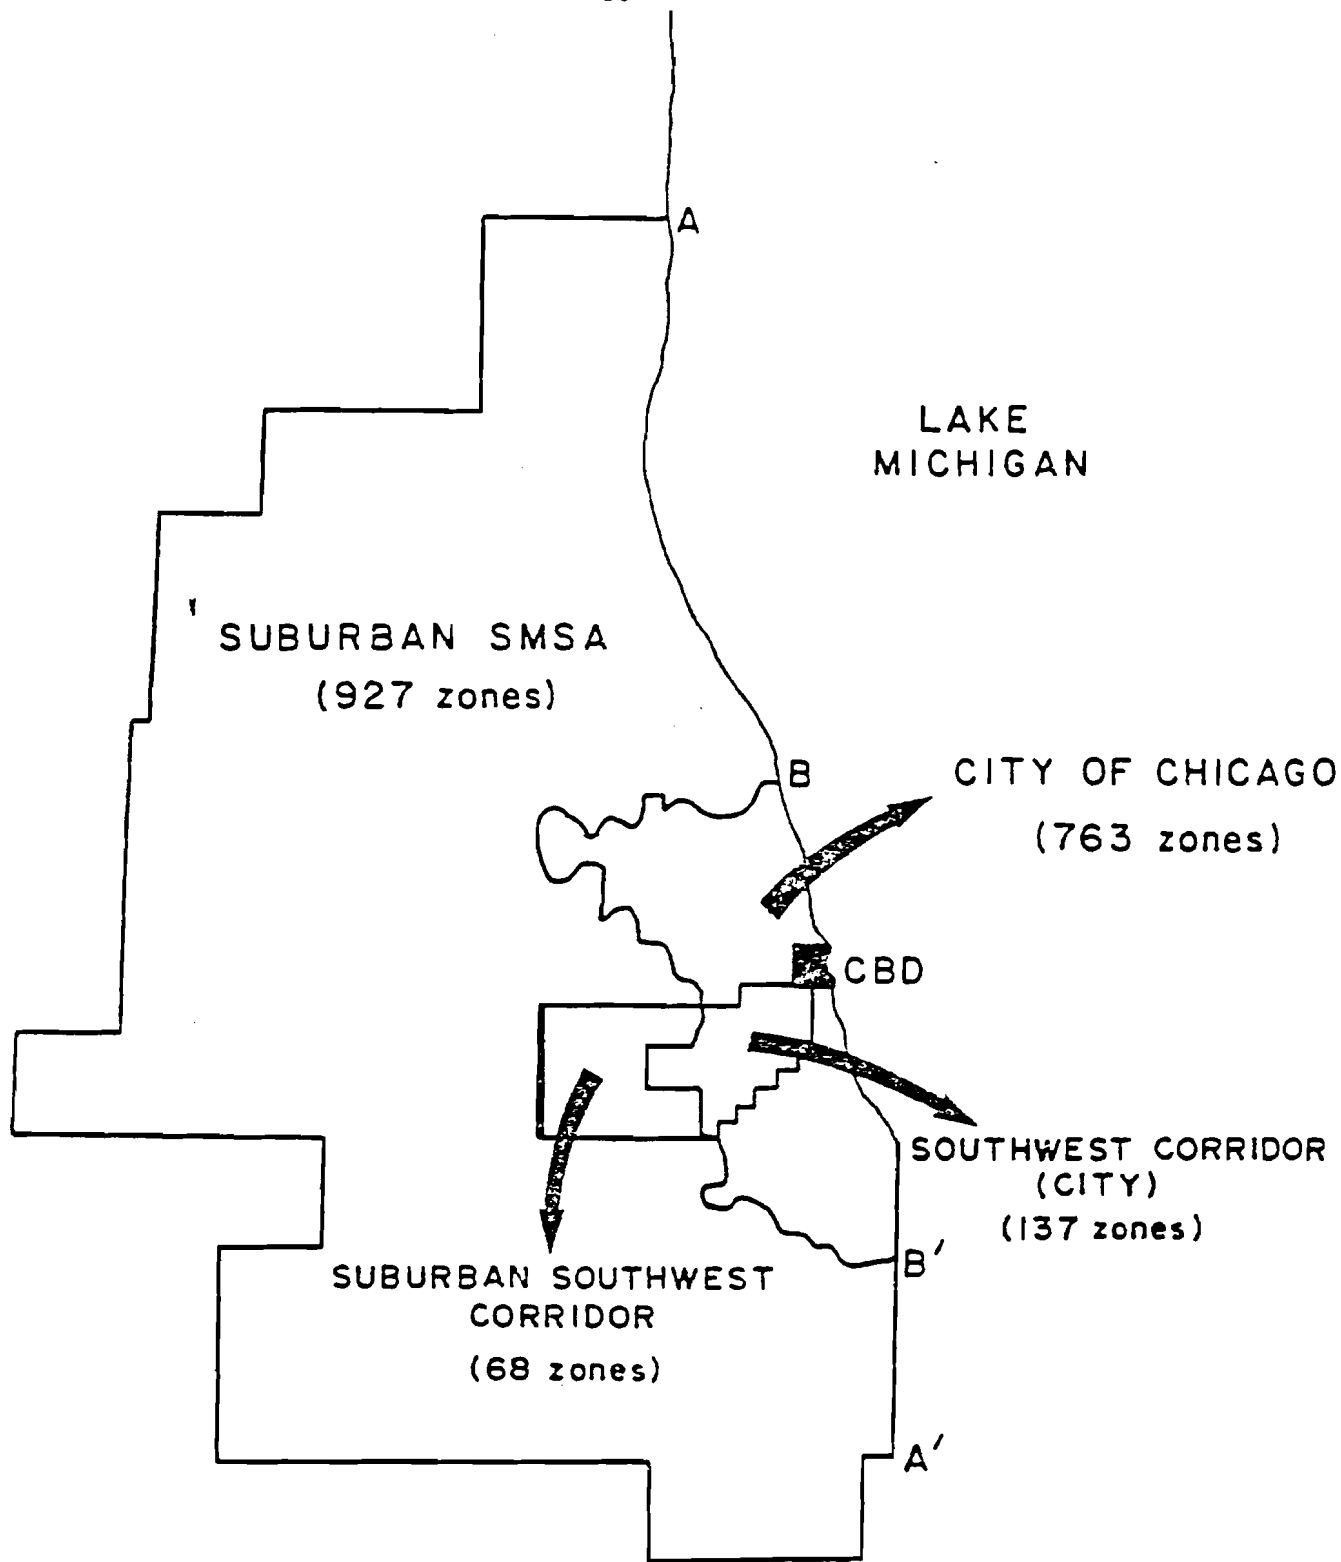 A
LAKE
MICHIGAN
SUBURBAN SMSA
(927 zones)
B
CITY OF CHICAGO
(763 zones)
CBD
SOUTHWEST CORRIDOR
(CITY)
(137 zones)
B'
SUBURBAN SOUTHWEST
CORRIDOR
(68 zones)
A'